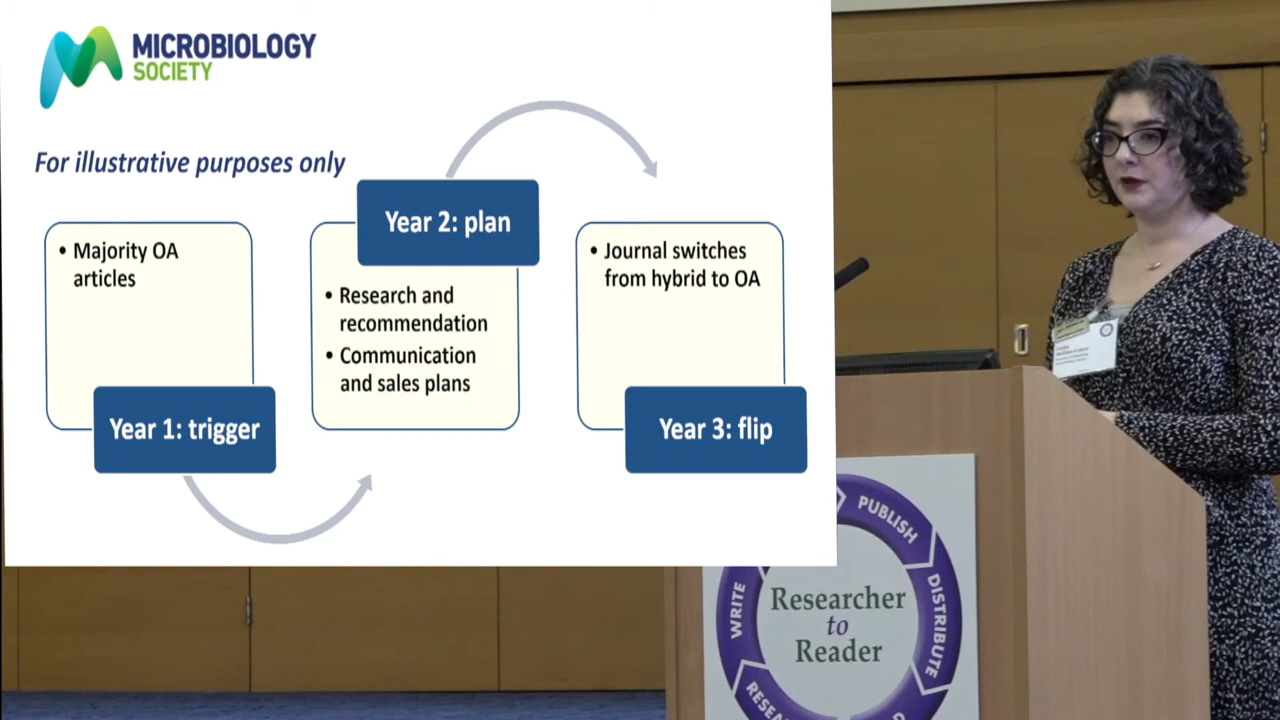 MICROBIOLOGY
SOCIETY
For illustrative purposes only
• Majority OA
articles
Year 1: trigger
Year 2: plan
• Research and
recommendation
• Communication
and sales plans
• Journal switches
from hybrid to OA
Year 3: flip
WRITE
PUBLISH
DISTRIBUTE
Researcher
to
Reader